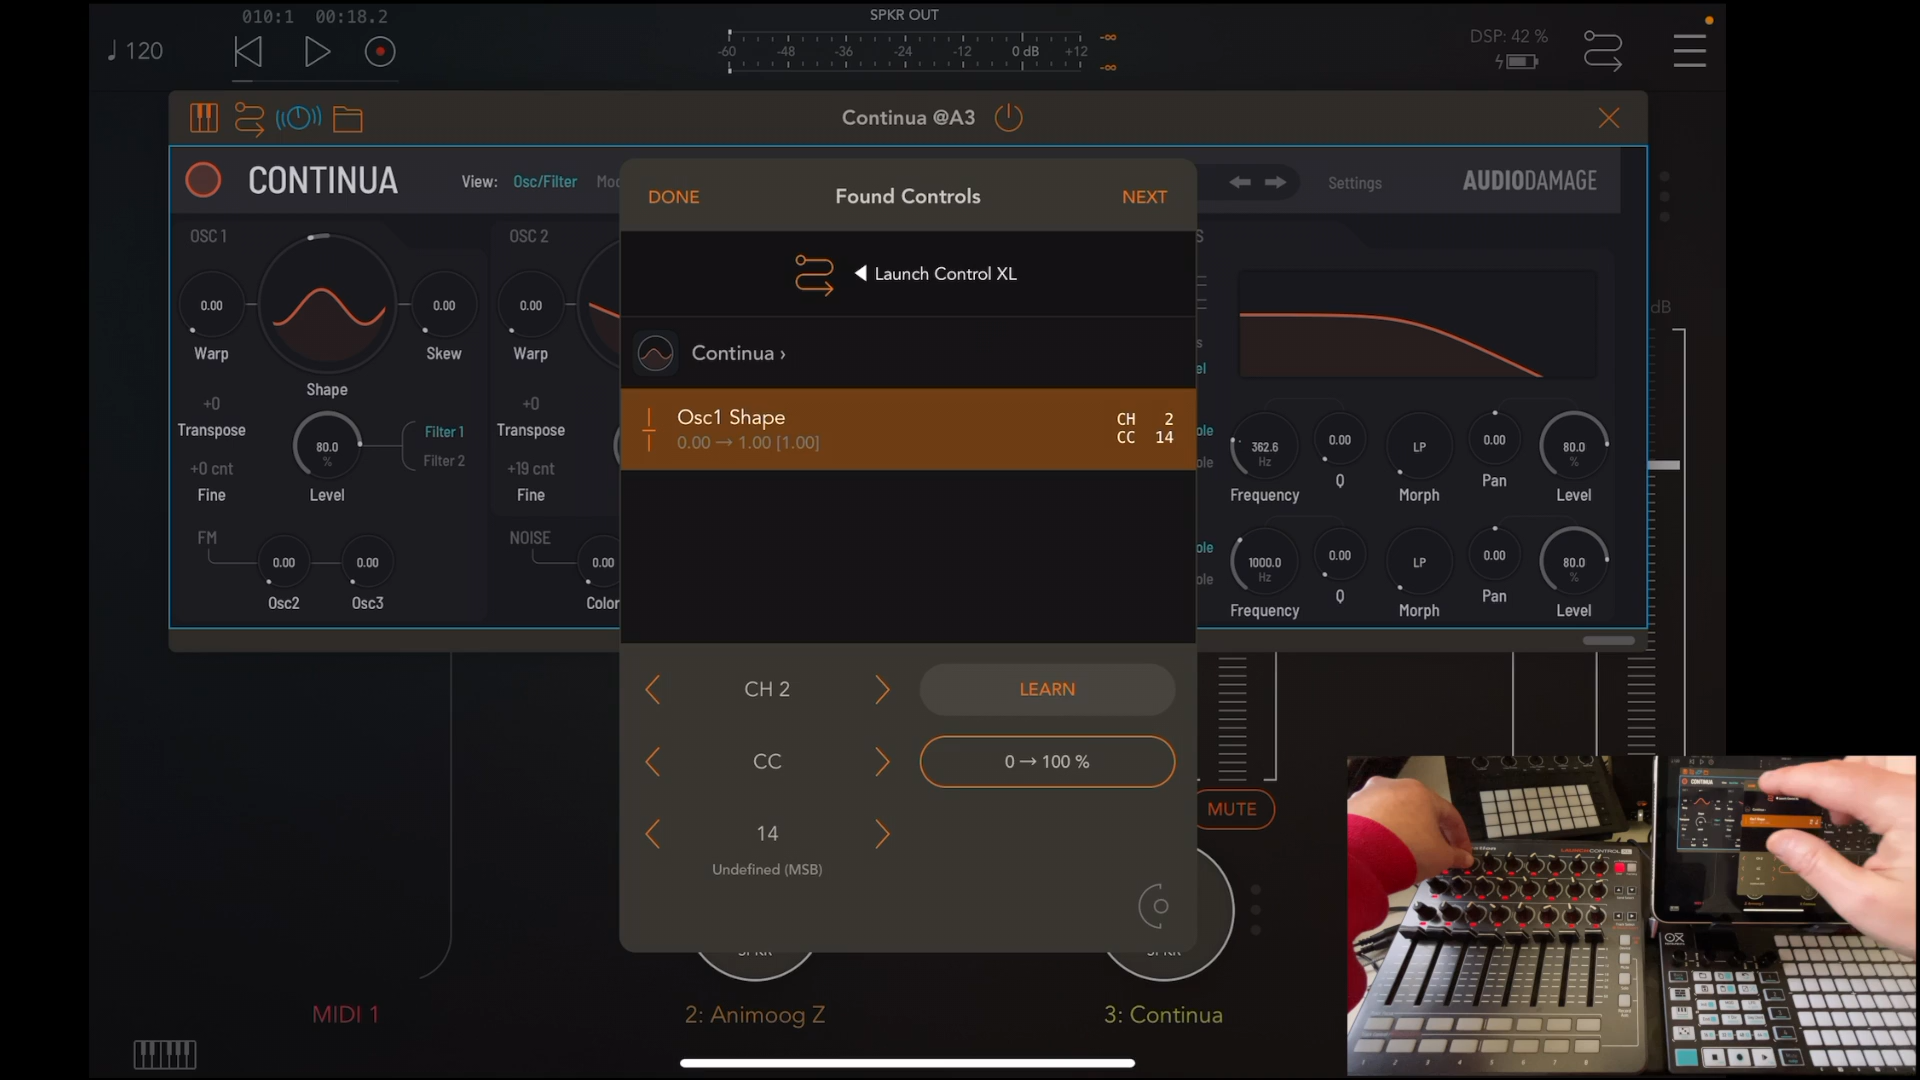 010:1 00:18.2
SPKR OUT
120
-60 -48 -36 -24 -12 0 dB +12
-∞
-∞
DSP: 42 %
Continua @A3
CONTINUA
View: Osc/Filter
Settings
AUDIODAMAGE
DONE
Found Controls
NEXT
Launch Control XL
Continua ›
Osc1 Shape
0.00 → 1.00 [1.00]
CH 2
CC 14
CH 2
LEARN
CC
0 → 100 %
14
Undefined (MSB)
OSC 1
0.00
Warp
0.00
Skew
Shape
+0
Transpose
+0 cnt
Fine
80.0
%
Level
Filter 1
Filter 2
FM
0.00
Osc2
0.00
Osc3
OSC 2
0.00
Warp
+0
Transpose
+19 cnt
Fine
NOISE
0.00
Color
362.6
Hz
Frequency
0.00
Q
LP
Morph
0.00
Pan
80.0
%
Level
1000.0
Hz
Frequency
0.00
Q
LP
Morph
0.00
Pan
80.0
%
Level
dB
MUTE
MIDI 1
2: Animoog Z
3: Continua